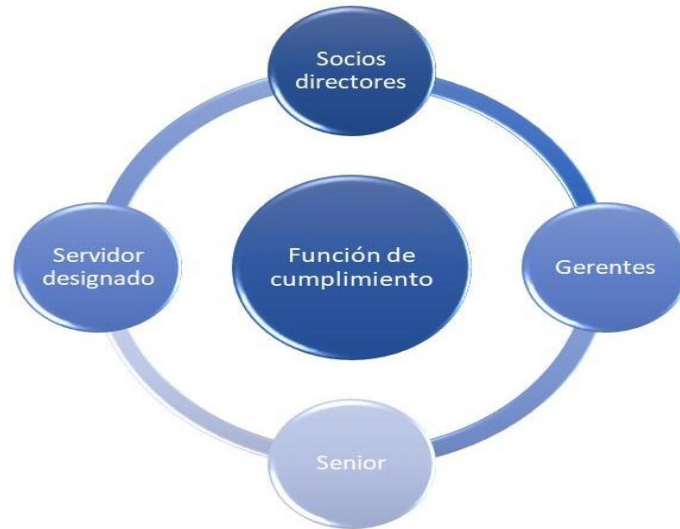 Socios
directores
Servidor
designado
Función de
cumplimiento
Gerentes
Senior